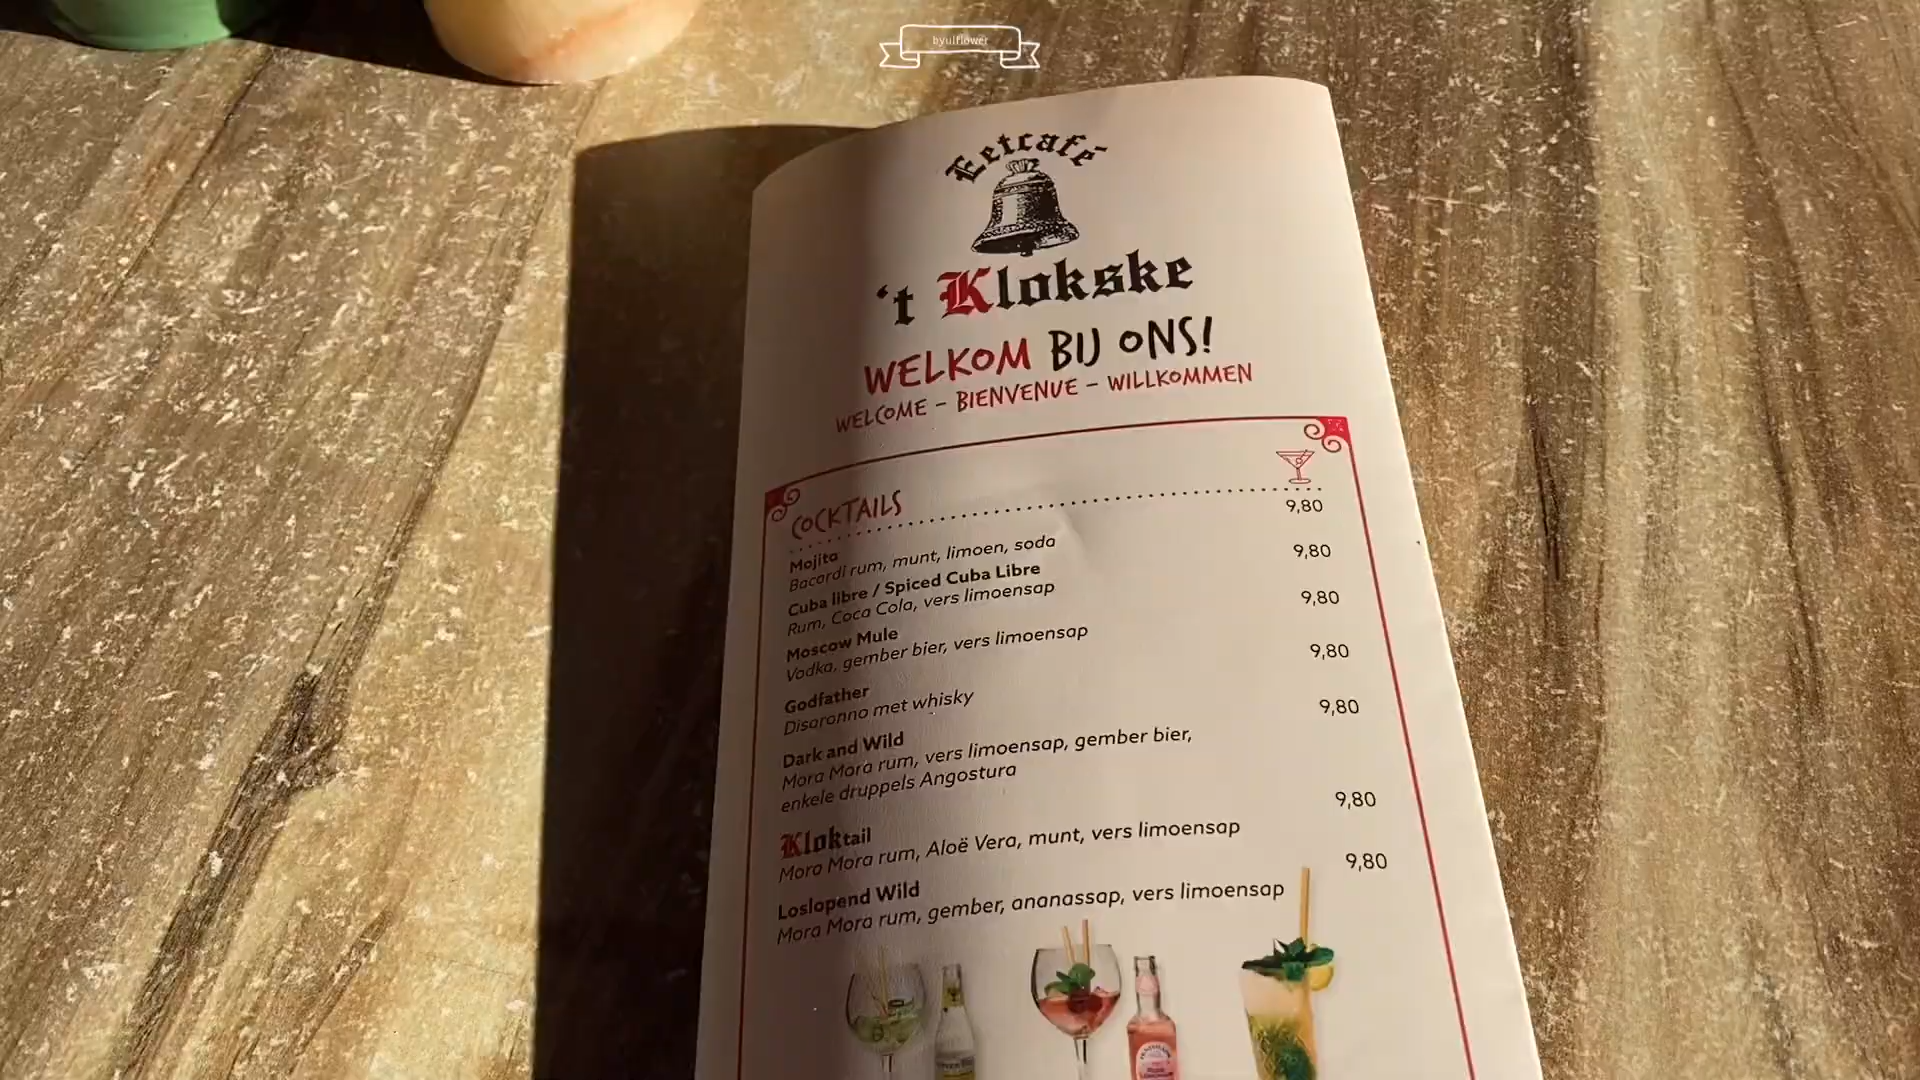 byulflower
Eetcafé
‘t Klokske
WELKOM BIJ ONS!
WELCOME - BIENVENUE - WILLKOMMEN
COCKTAILS
Mojito 9,80
Bacardi rum, munt, limoen, soda
Cuba libre / Spiced Cuba Libre 9,80
Rum, Coca Cola, vers limoensap
Moscow Mule 9,80
Vodka, gember bier, vers limoensap
Godfather 9,80
Disaronno met whisky
Dark and Wild 9,80
Mora Mora rum, vers limoensap, gember bier,
enkele druppels Angostura
Kloktail 9,80
Mora Mora rum, Aloë Vera, munt, vers limoensap
Loslopend Wild 9,80
Mora Mora rum, gember, ananassap, vers limoensap